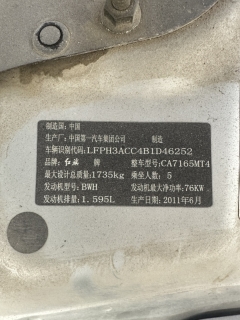 制造国：中国
生产厂：中国第一汽车集团公司 制造
车辆识别代码：LFPH3ACC4B1D46252
品牌：红旗 牌 整车型号：CA7165MT4
最大设计总质量：1735kg 乘坐人数：5
发动机型号：BWH 发动机最大净功率：76KW
发动机排量：1.595L 2011年6月